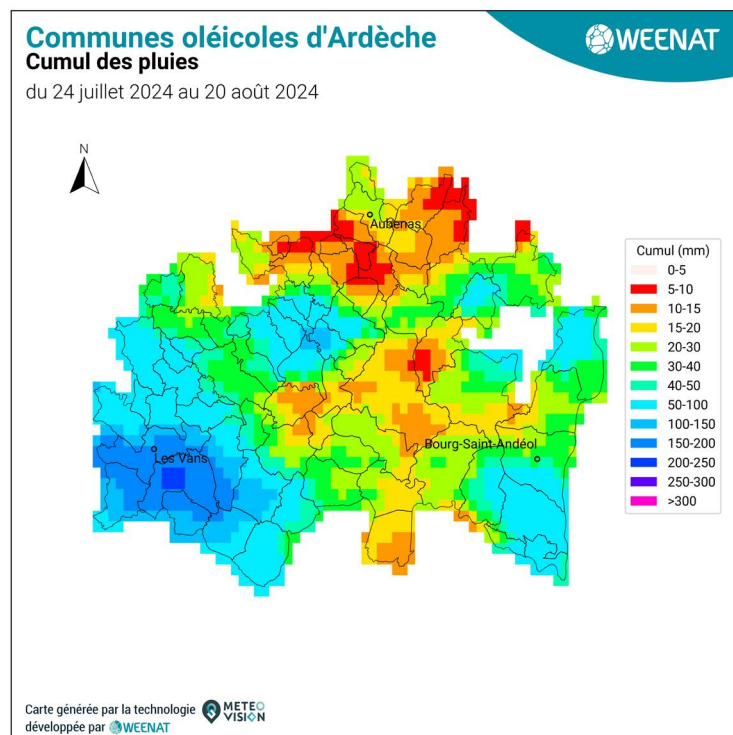 Communes oléicoles d'Ardèche
Cumul des pluies
du 24 juillet 2024 au 20 août 2024
WEENAT
N
Aubenas
Cumul (mm)
0-5
5-10
10-15
15-20
20-30
30-40
40-50
50-100
100-150
150-200
200-250
250-300
>300
Bourg-Saint-Andéol
Les Vans
Carte générée par la technologie METEO VISION
développée par WEENAT